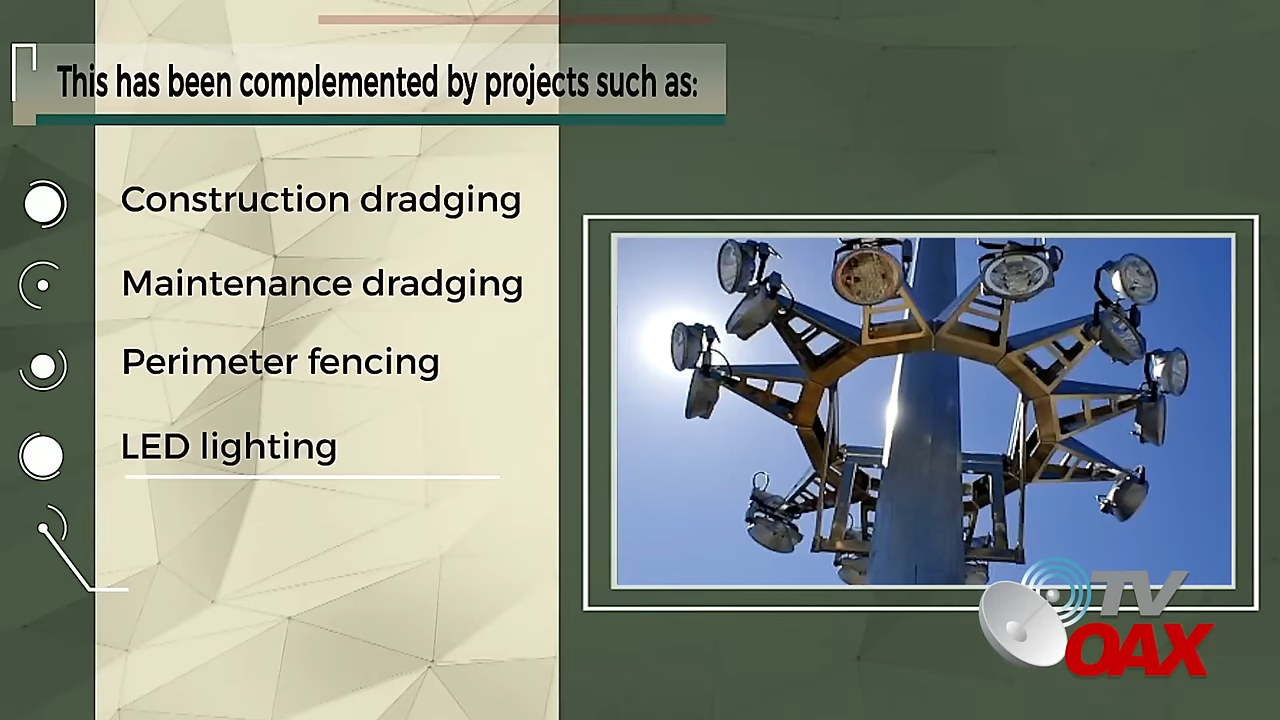 This has been complemented by projects such as:
Construction dradging
Maintenance dradging
Perimeter fencing
LED lighting
TV
OAX